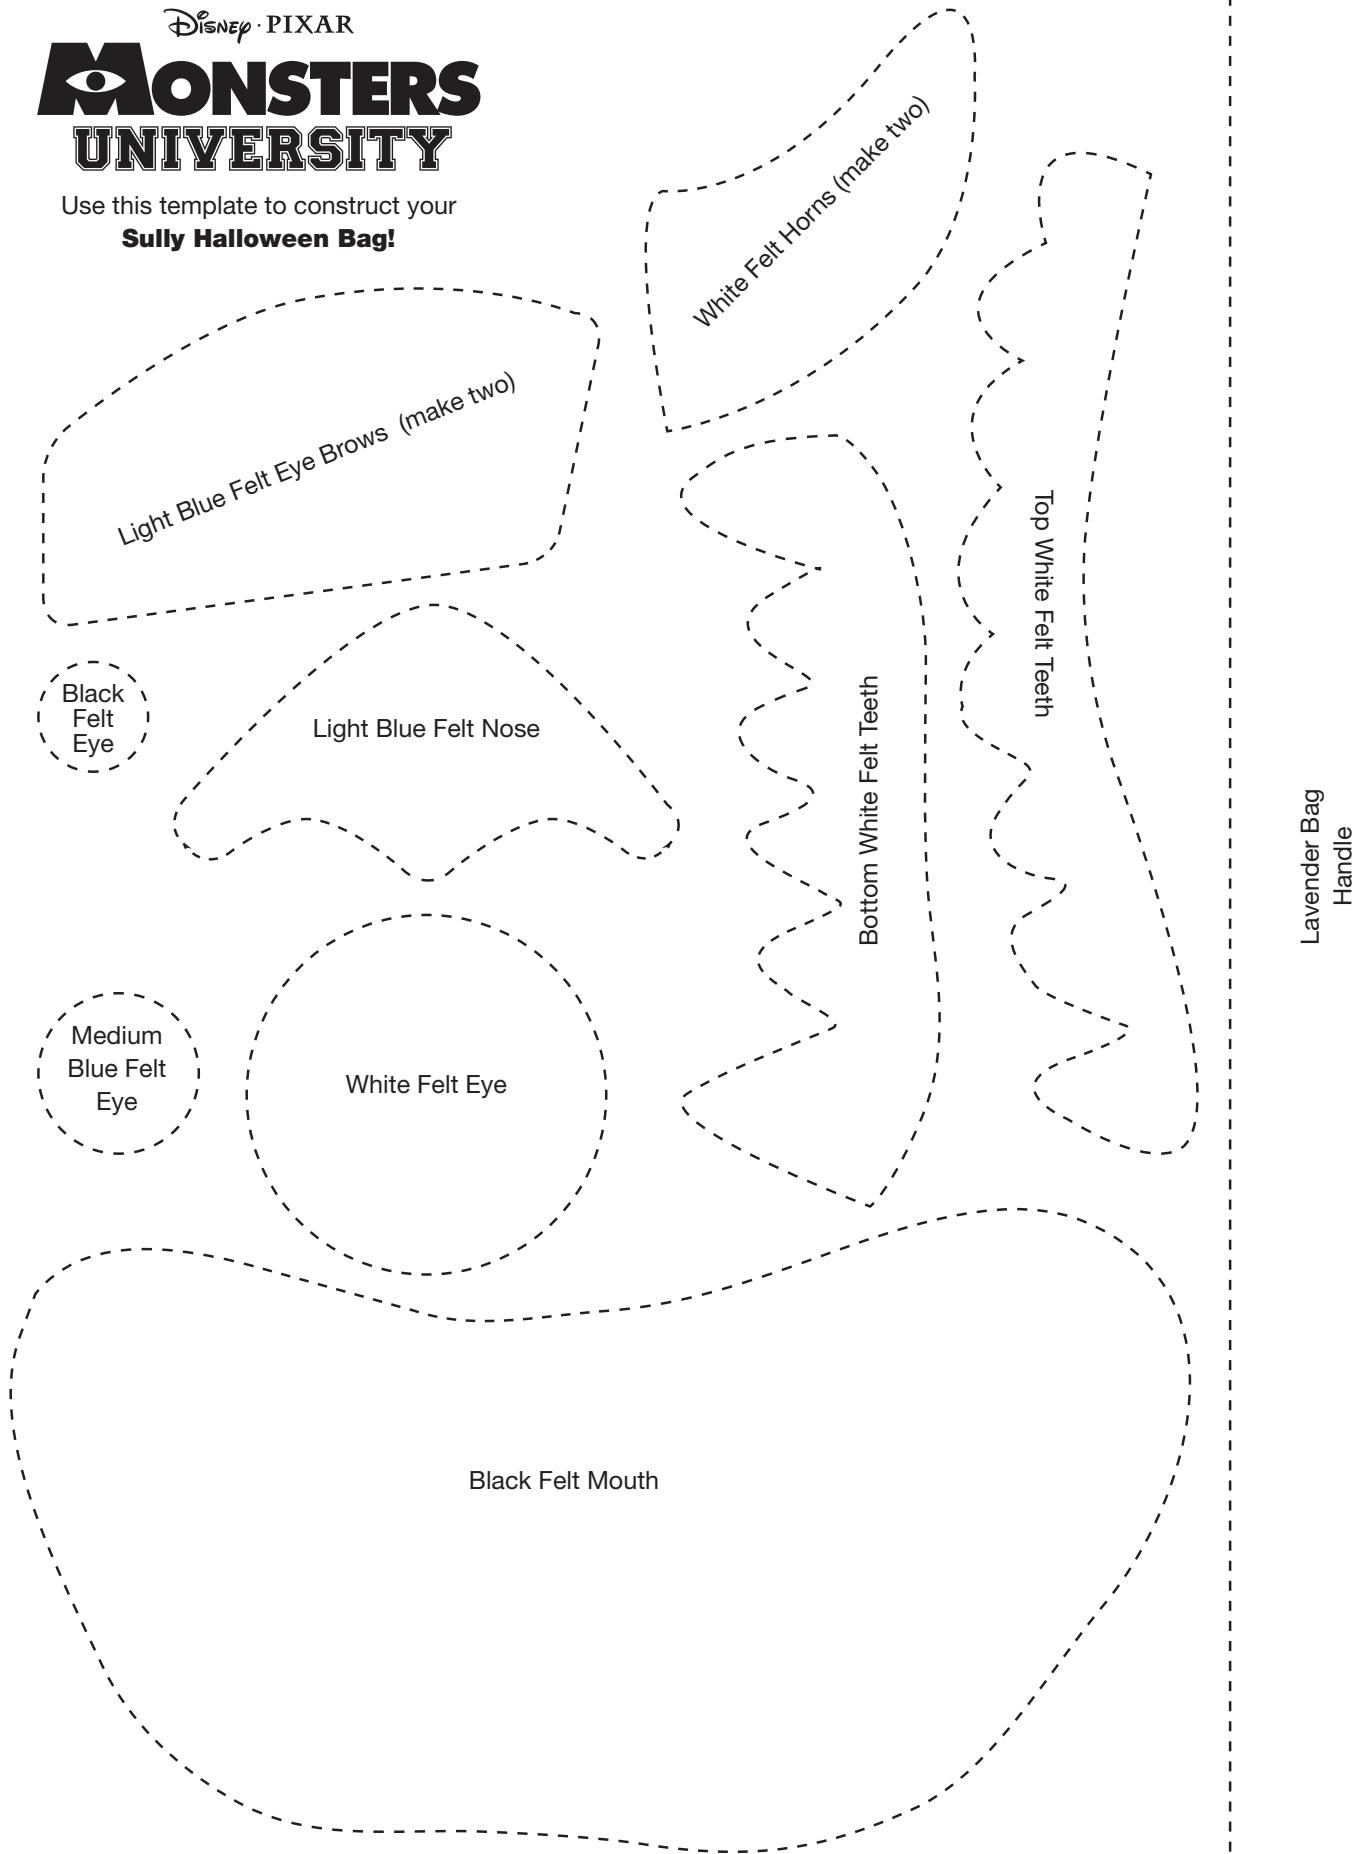 Disney · PIXAR
MONSTERS
UNIVERSITY
Use this template to construct your
Sully Halloween Bag!
White Felt Horns (make two)
Light Blue Felt Eye Brows (make two)
Top White Felt Teeth
Black
Felt
Eye
Light Blue Felt Nose
Bottom White Felt Teeth
Lavender Bag
Handle
Medium
Blue Felt
Eye
White Felt Eye
Black Felt Mouth